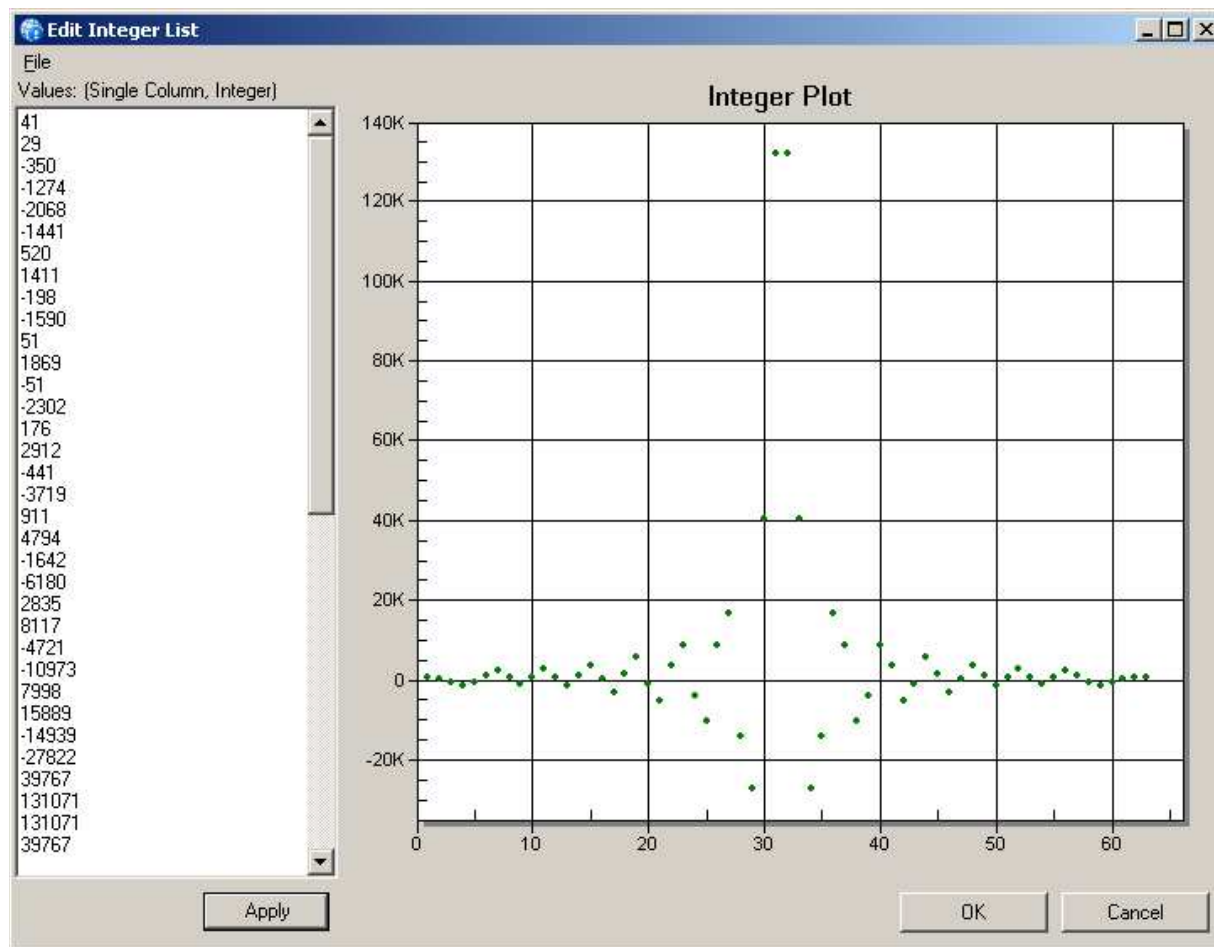 Edit Integer List
File
Values: (Single Column, Integer)
41
29
-350
-1274
-2068
-1441
520
1411
-198
-1590
51
1869
-51
-2302
176
2912
-441
-3719
911
4794
-1642
-6180
2835
8117
-4721
-10973
7998
15889
-14939
-27822
39767
131071
131071
39767
Apply
Integer Plot
140K
120K
100K
80K
60K
40K
20K
0
-20K
0 10 20 30 40 50 60
OK Cancel